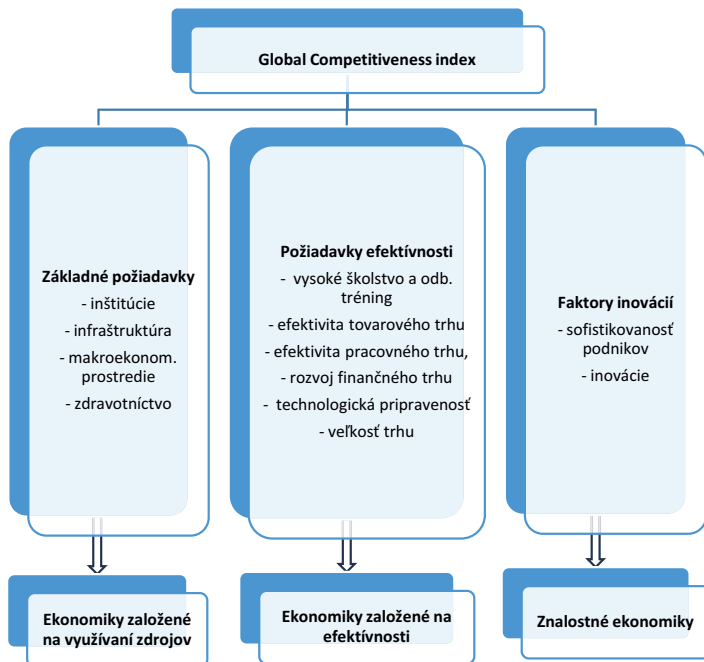 Global Competitiveness index
Základné požiadavky
- inštitúcie
- infraštruktúra
- makroekonom.
prostredie
- zdravotníctvo
Požiadavky efektívnosti
- vysoké školstvo a odb.
tréning
- efektivita tovarového trhu
- efektivita pracovného trhu,
- rozvoj finančného trhu
- technologická pripravenosť
- veľkosť trhu
Faktory inovácií
- sofistikovanosť
podnikov
- inovácie
Ekonomiky založené
na využívaní zdrojov
Ekonomiky založené na
efektívnosti
Znalostné ekonomiky